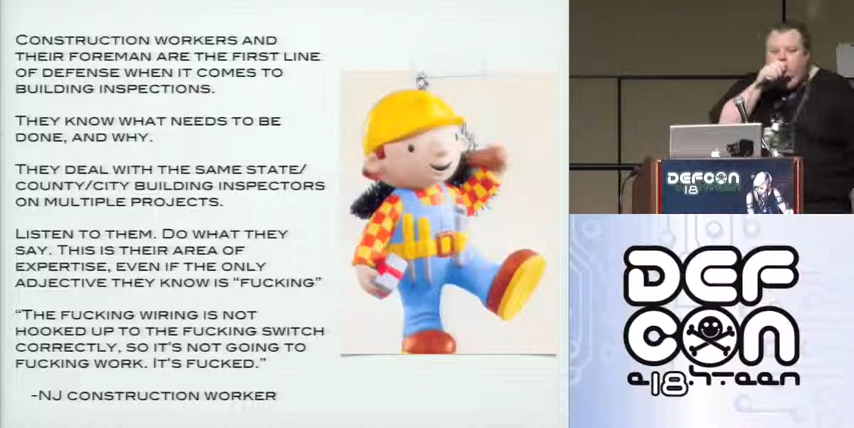 CONSTRUCTION WORKERS AND
THEIR FOREMAN ARE THE FIRST LINE
OF DEFENSE WHEN IT COMES TO
BUILDING INSPECTIONS.
THEY KNOW WHAT NEEDS TO BE
DONE, AND WHY.
THEY DEAL WITH THE SAME STATE/
COUNTY/CITY BUILDING INSPECTORS
ON MULTIPLE PROJECTS.
LISTEN TO THEM. DO WHAT THEY
SAY. THIS IS THEIR AREA OF
EXPERTISE, EVEN IF THE ONLY
ADJECTIVE THEY KNOW IS “FUCKING”
“THE FUCKING WIRING IS NOT
HOOKED UP TO THE FUCKING SWITCH
CORRECTLY, SO IT'S NOT GOING TO
FUCKING WORK. IT'S FUCKED.”
-NJ CONSTRUCTION WORKER
DEFCON
18
DEF
CON
e18hteen